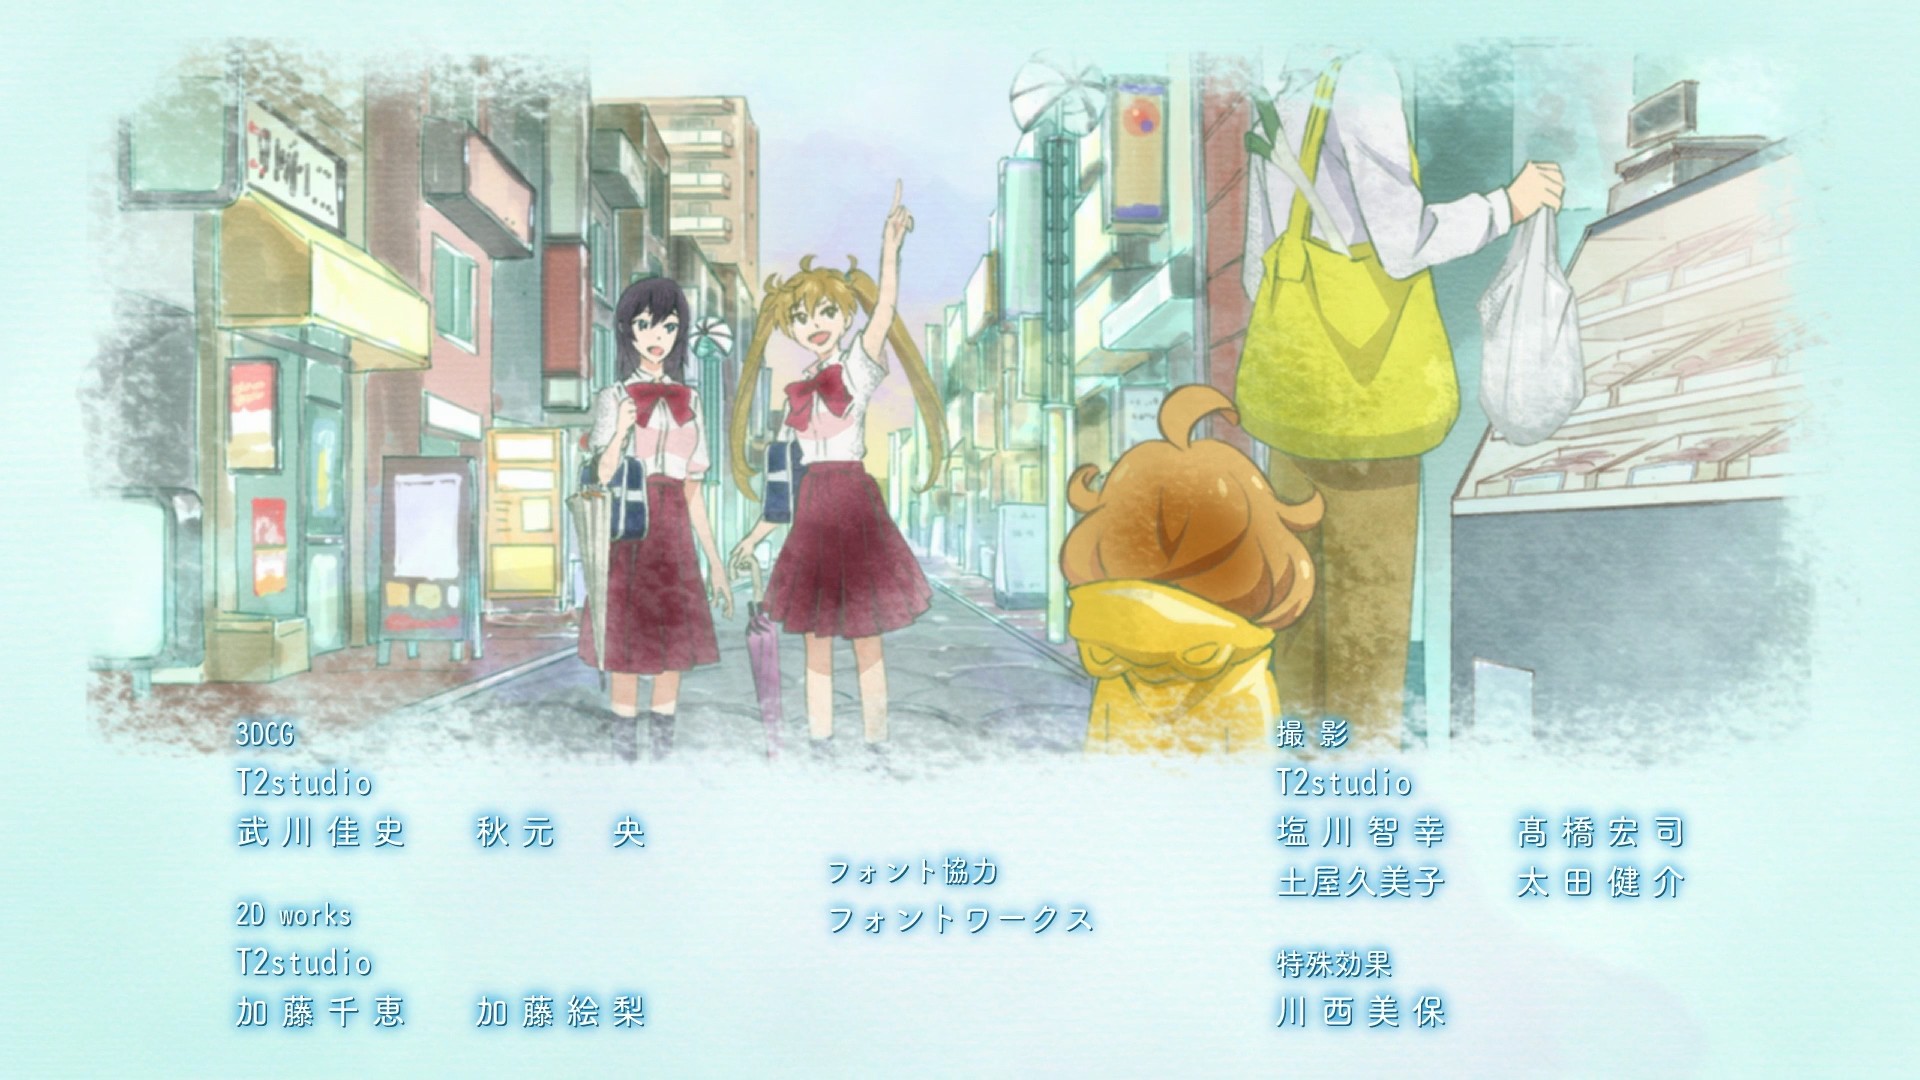 3DCG
T2studio
武川佳史 秋元 央
2D works
T2studio
加藤千恵 加藤絵梨
フォント協力
フォントワークス
撮 影
T2studio
塩川智幸 髙橋宏司
土屋久美子 太田健介
特殊効果
川西美保